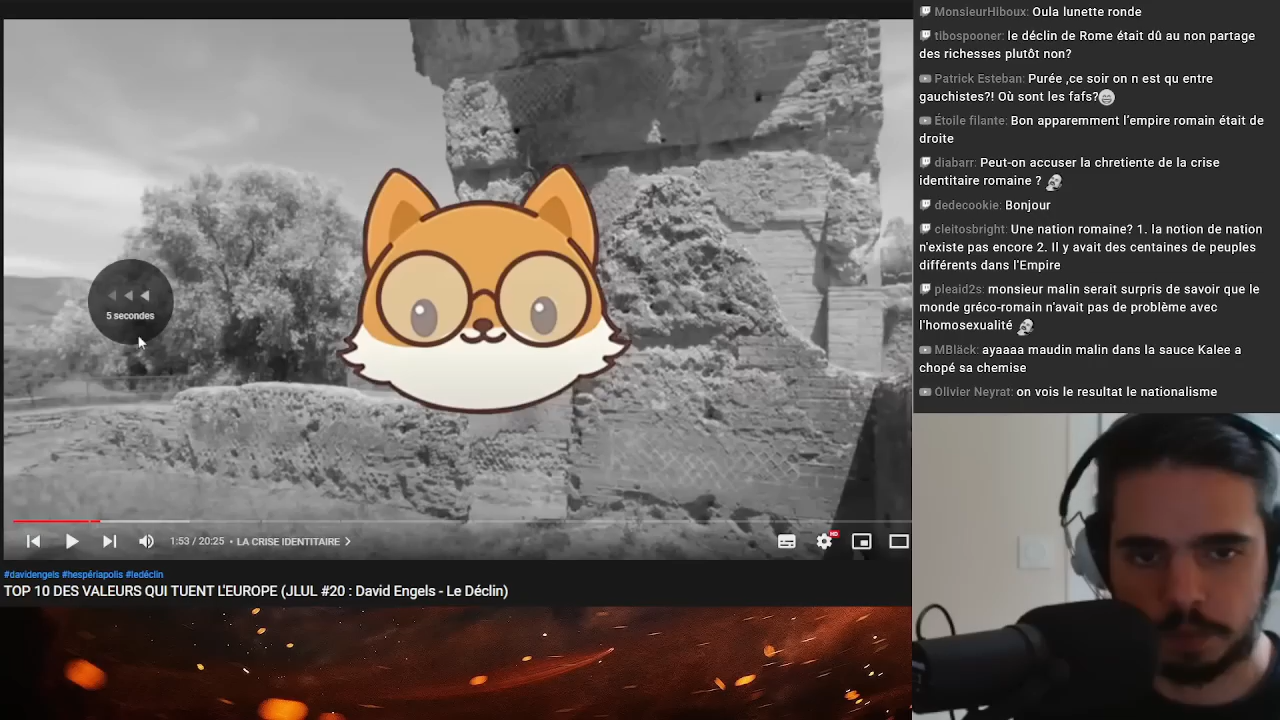 MonsieurHiboux: Oula lunette ronde
tibospooner: le déclin de Rome était dû au non partage
des richesses plutôt non?
Patrick Esteban: Purée ,ce soir on n est qu entre
gauchistes?! Où sont les fafs?
Étoile filante: Bon apparemment l'empire romain était de
droite
diabarr: Peut-on accuser la chretiente de la crise
identitaire romaine ?
dedecookie: Bonjour
cleitosbright: Une nation romaine? 1. la notion de nation
n'existe pas encore 2. Il y avait des centaines de peuples
différents dans l'Empire
pleaid2s: monsieur malin serait surpris de savoir que le
monde gréco-romain n'avait pas de problème avec
l'homosexualité
MBläck: ayaaaa maudin malin dans la sauce Kalee a
chopé sa chemise
Olivier Neyrat: on vois le resultat le nationalisme
5 secondes
1:53 / 20:25 • LA CRISE IDENTITAIRE
HD
#davidengels #hespériapolis #ledéclin
TOP 10 DES VALEURS QUI TUENT L'EUROPE (JLUL #20 : David Engels - Le Déclin)